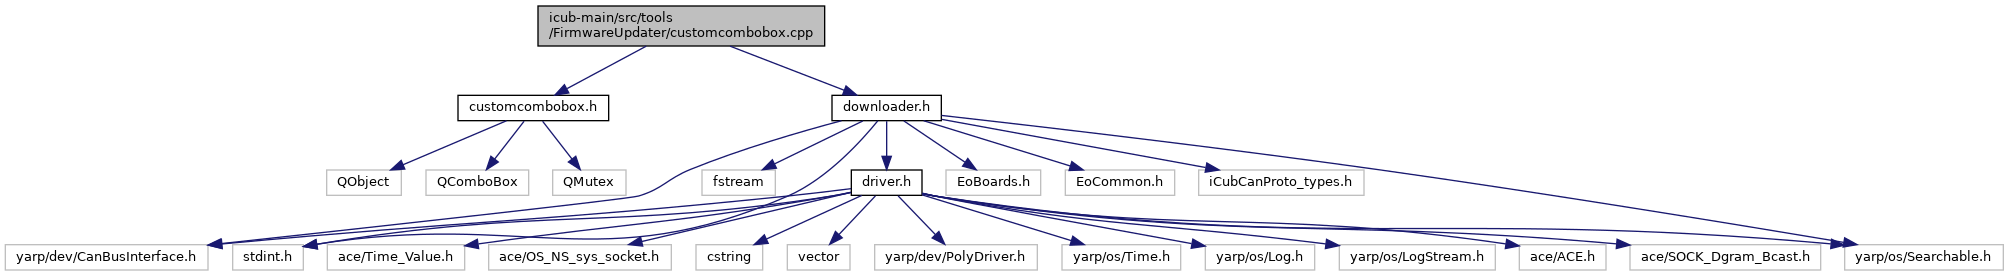 icub-main/src/tools
/FirmwareUpdater/customcombobox.cpp
customcombobox.h
downloader.h
QObject
QComboBox
QMutex
fstream
driver.h
EoBoards.h
EoCommon.h
iCubCanProto_types.h
yarp/dev/CanBusInterface.h
stdint.h
ace/Time_Value.h
ace/OS_NS_sys_socket.h
cstring
vector
yarp/dev/PolyDriver.h
yarp/os/Time.h
yarp/os/Log.h
yarp/os/LogStream.h
ace/ACE.h
ace/SOCK_Dgram_Bcast.h
yarp/os/Searchable.h